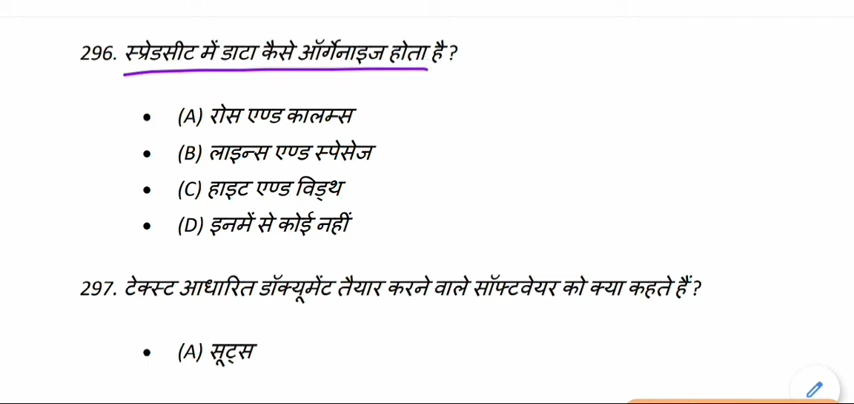 296. स्प्रेडसीट में डाटा कैसे ऑर्गेनाइज होता है?
• (A) रोस एण्ड कालम्स
• (B) लाइन्स एण्ड स्पेसेज
• (C) हाइट एण्ड विड्थ
• (D) इनमें से कोई नहीं
297. टेक्स्ट आधारित डॉक्यूमेंट तैयार करने वाले सॉफ्टवेयर को क्या कहते हैं?
• (A) सूट्स